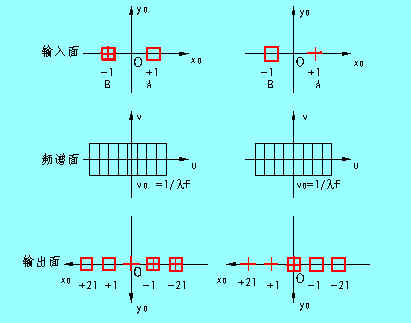 y0 y0
输入面 O x0 O x0
-1 +1 -1 +1
B A B A
v v
频谱面 u u
v0 =1/λF v0=1/λF
输出面 O O
x0 +21 +1 -1 -21 x0 +21 +1 -1 -21
y0 y0